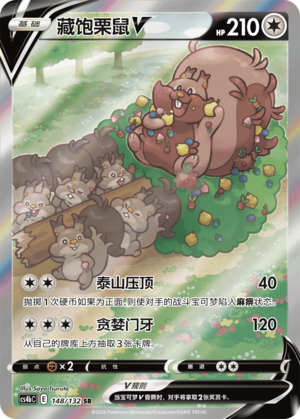 基础 藏饱栗鼠V HP210
泰山压顶 40
抛掷1次硬币如果为正面,则使对手的战斗宝可梦陷入麻痹状态。
贪婪门牙 120
从自己的牌库上方抽取3张卡牌。
弱点 ×2 抵抗力 撤退
V规则
当宝可梦V昏厥时,对手将拿取2张奖赏卡。
Illus. Saya Tsuruta
CS4bC E 148/132 SR
©2024 Pokémon/Nintendo/Creatures/GAME FREAK.